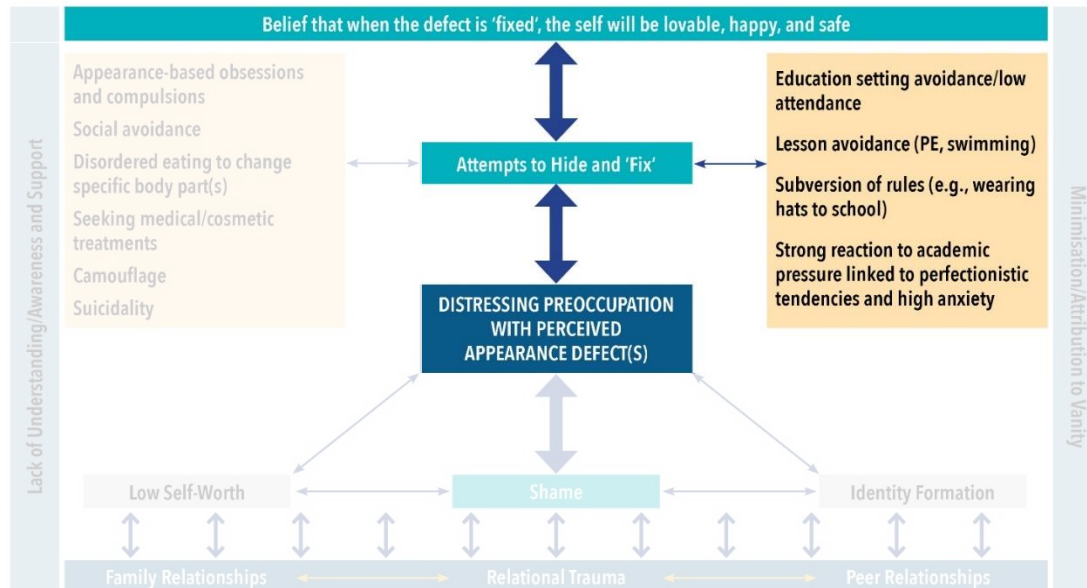 Belief that when the defect is ‘fixed’, the self will be lovable, happy, and safe
Lack of Understanding/Awareness and Support
Appearance-based obsessions
and compulsions
Social avoidance
Disordered eating to change
specific body part(s)
Seeking medical/cosmetic
treatments
Camouflage
Suicidality
Attempts to Hide and ‘Fix’
Education setting avoidance/low
attendance
Lesson avoidance (PE, swimming)
Subversion of rules (e.g., wearing
hats to school)
Strong reaction to academic
pressure linked to perfectionistic
tendencies and high anxiety
Minimisation/Attribution to Vanity
DISTRESSING PREOCCUPATION
WITH PERCEIVED
APPEARANCE DEFECT(S)
Low Self-Worth
Shame
Identity Formation
Family Relationships
Relational Trauma
Peer Relationships